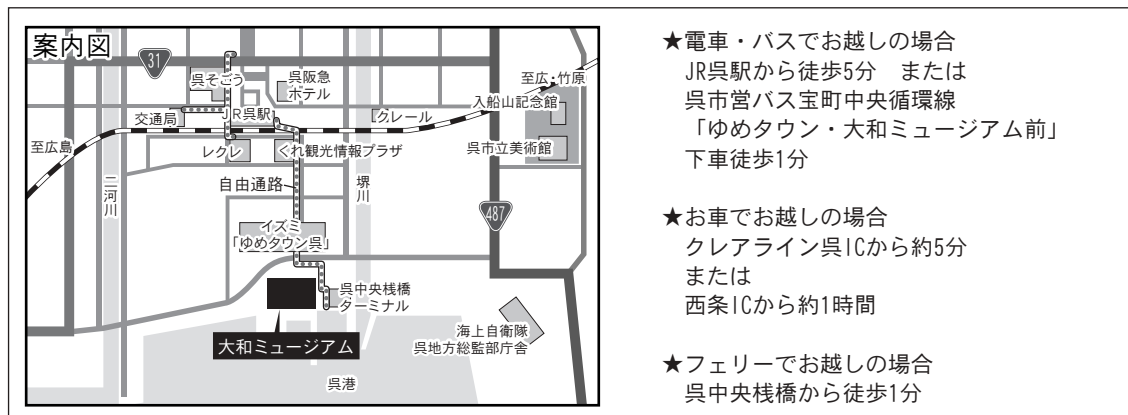 案内図
31
呉そごう
呉阪急
ホテル
至広・竹原
入船山記念館
交通局
JR呉駅
クレール
至広島
レクレ
くれ観光情報プラザ
呉市立美術館
二河川
自由通路
堺川
487
イズミ
「ゆめタウン呉」
呉中央桟橋
ターミナル
大和ミュージアム
海上自衛隊
呉地方総監部庁舎
呉港
★電車・バスでお越しの場合
JR呉駅から徒歩5分 または
呉市営バス宝町中央循環線
「ゆめタウン・大和ミュージアム前」
下車徒歩1分
★お車でお越しの場合
クレアライン呉ICから約5分
または
西条ICから約1時間
★フェリーでお越しの場合
呉中央桟橋から徒歩1分